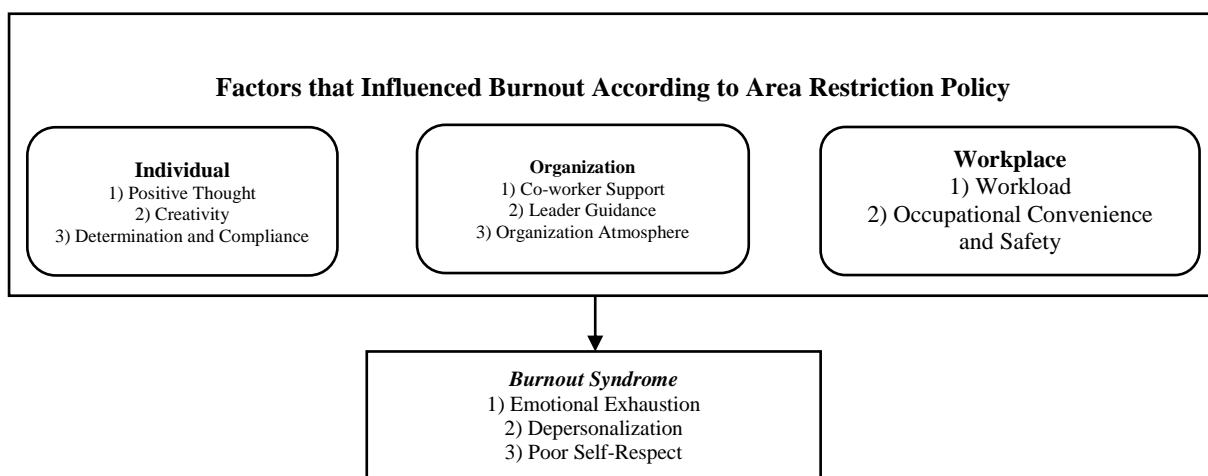 Factors that Influenced Burnout According to Area Restriction Policy
Individual
1) Positive Thought
2) Creativity
3) Determination and Compliance
Organization
1) Co-worker Support
2) Leader Guidance
3) Organization Atmosphere
Workplace
1) Workload
2) Occupational Convenience
and Safety
Burnout Syndrome
1) Emotional Exhaustion
2) Depersonalization
3) Poor Self-Respect